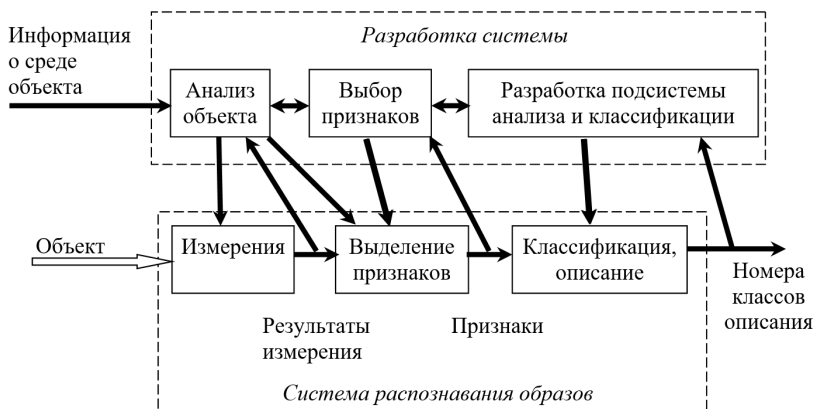 Информация
о среде
объекта
Разработка системы
Анализ
объекта
Выбор
признаков
Разработка подсистемы
анализа и классификации
Объект
Измерения
Выделение
признаков
Классификация,
описание
Номера
классов
описания
Результаты
измерения
Признаки
Система распознавания образов